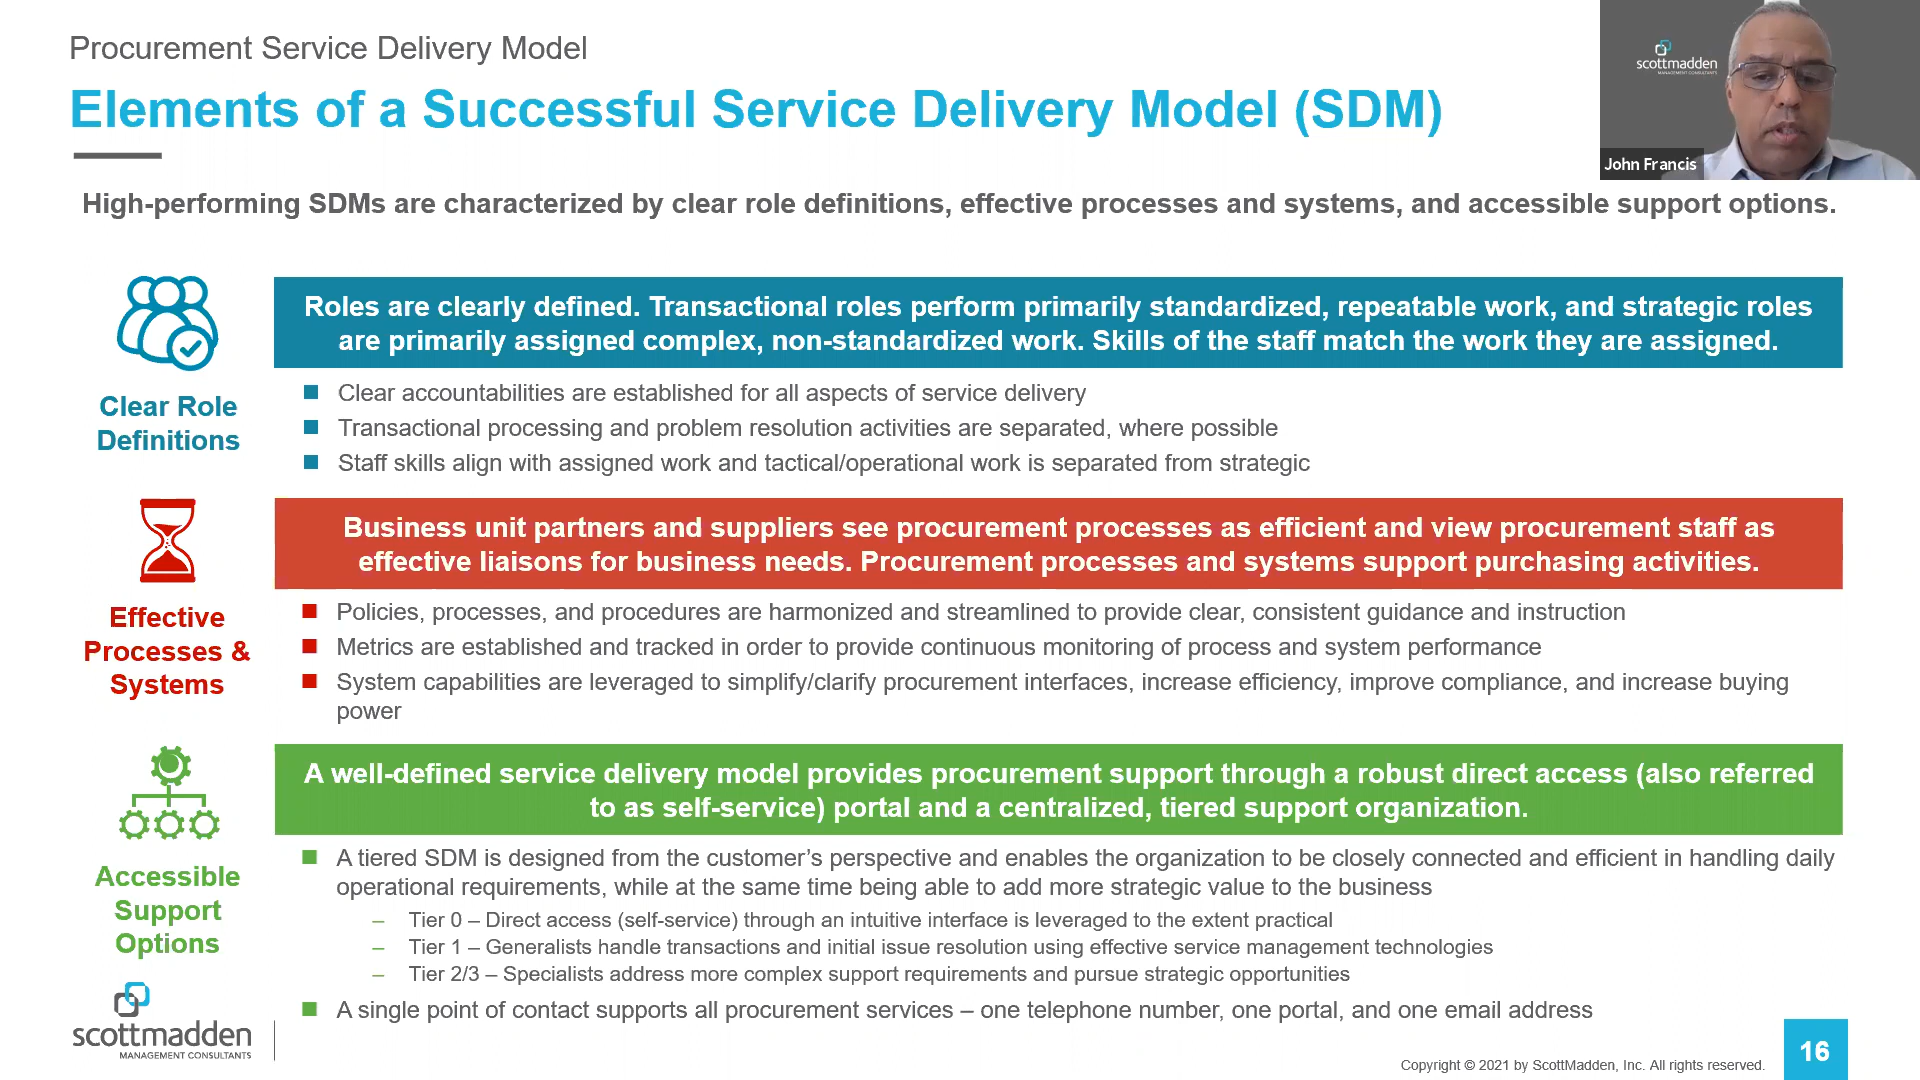 Procurement Service Delivery Model
Elements of a Successful Service Delivery Model (SDM)
scottmadden
MANAGEMENT CONSULTANTS
John Francis
High-performing SDMs are characterized by clear role definitions, effective processes and systems, and accessible support options.
Clear Role
Definitions
Roles are clearly defined. Transactional roles perform primarily standardized, repeatable work, and strategic roles
are primarily assigned complex, non-standardized work. Skills of the staff match the work they are assigned.
Clear accountabilities are established for all aspects of service delivery
Transactional processing and problem resolution activities are separated, where possible
Staff skills align with assigned work and tactical/operational work is separated from strategic
Effective
Processes &
Systems
Business unit partners and suppliers see procurement processes as efficient and view procurement staff as
effective liaisons for business needs. Procurement processes and systems support purchasing activities.
Policies, processes, and procedures are harmonized and streamlined to provide clear, consistent guidance and instruction
Metrics are established and tracked in order to provide continuous monitoring of process and system performance
System capabilities are leveraged to simplify/clarify procurement interfaces, increase efficiency, improve compliance, and increase buying
power
Accessible
Support
Options
A well-defined service delivery model provides procurement support through a robust direct access (also referred
to as self-service) portal and a centralized, tiered support organization.
A tiered SDM is designed from the customer’s perspective and enables the organization to be closely connected and efficient in handling daily
operational requirements, while at the same time being able to add more strategic value to the business
– Tier 0 – Direct access (self-service) through an intuitive interface is leveraged to the extent practical
– Tier 1 – Generalists handle transactions and initial issue resolution using effective service management technologies
– Tier 2/3 – Specialists address more complex support requirements and pursue strategic opportunities
A single point of contact supports all procurement services – one telephone number, one portal, and one email address
scottmadden
MANAGEMENT CONSULTANTS
Copyright © 2021 by ScottMadden, Inc. All rights reserved.
16